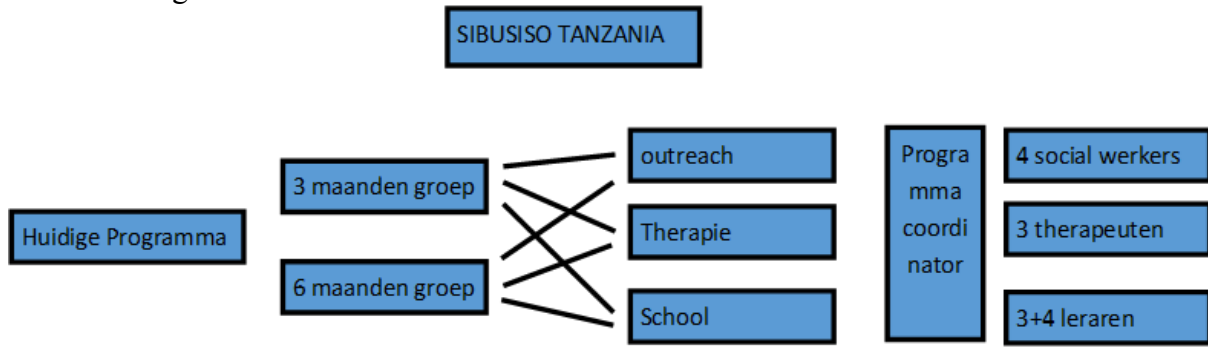 SIBUSISO TANZANIA
Huidige Programma
3 maanden groep
6 maanden groep
outreach
Therapie
School
Progra
mma
coordi
nator
4 social werkers
3 therapeuten
3+4 leraren